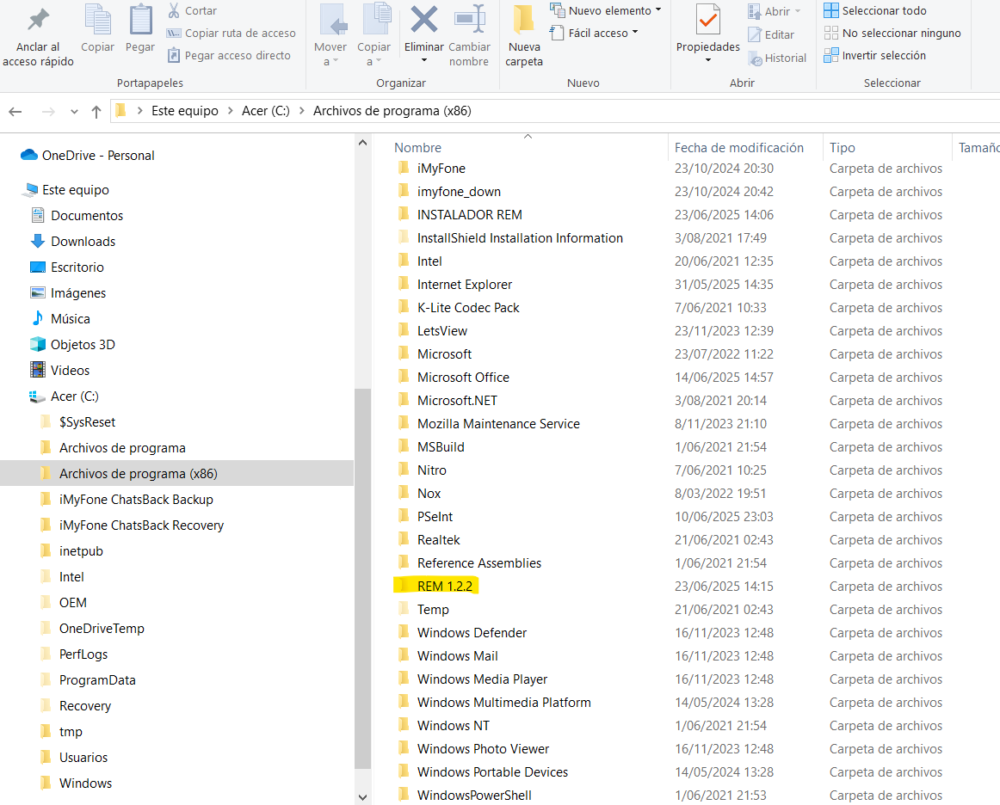 Anclar al acceso rápido
Copiar
Pegar
Cortar
Copiar ruta de acceso
Pegar acceso directo
Portapapeles
Mover a
Copiar a
Eliminar
Cambiar nombre
Organizar
Nueva carpeta
Nuevo elemento
Fácil acceso
Nuevo
Propiedades
Abrir
Editar
Historial
Abrir
Seleccionar todo
No seleccionar ninguno
Invertir selección
Seleccionar
Este equipo > Acer (C:) > Archivos de programa (x86)
OneDrive - Personal
Este equipo
Documentos
Downloads
Escritorio
Imágenes
Música
Objetos 3D
Videos
Acer (C:)
$SysReset
Archivos de programa
Archivos de programa (x86)
iMyFone ChatsBack Backup
iMyFone ChatsBack Recovery
inetpub
Intel
OEM
OneDriveTemp
PerfLogs
ProgramData
Recovery
tmp
Usuarios
Windows
Nombre Fecha de modificación Tipo Tamaño
iMyFone 23/10/2024 20:30 Carpeta de archivos
imyfone_down 23/10/2024 20:42 Carpeta de archivos
INSTALADOR REM 23/06/2025 14:06 Carpeta de archivos
InstallShield Installation Information 3/08/2021 17:49 Carpeta de archivos
Intel 20/06/2021 12:35 Carpeta de archivos
Internet Explorer 31/05/2025 14:35 Carpeta de archivos
K-Lite Codec Pack 7/06/2021 10:33 Carpeta de archivos
LetsView 23/11/2023 12:39 Carpeta de archivos
Microsoft 23/07/2022 11:22 Carpeta de archivos
Microsoft Office 14/06/2025 14:57 Carpeta de archivos
Microsoft.NET 3/08/2021 20:14 Carpeta de archivos
Mozilla Maintenance Service 8/11/2023 21:10 Carpeta de archivos
MSBuild 1/06/2021 21:54 Carpeta de archivos
Nitro 7/06/2021 10:25 Carpeta de archivos
Nox 8/03/2022 19:51 Carpeta de archivos
PSeInt 10/06/2025 23:03 Carpeta de archivos
Realtek 21/06/2021 02:43 Carpeta de archivos
Reference Assemblies 1/06/2021 21:54 Carpeta de archivos
REM 1.2.2 23/06/2025 14:15 Carpeta de archivos
Temp 21/06/2021 02:43 Carpeta de archivos
Windows Defender 16/11/2023 12:48 Carpeta de archivos
Windows Mail 16/11/2023 12:48 Carpeta de archivos
Windows Media Player 16/11/2023 12:48 Carpeta de archivos
Windows Multimedia Platform 14/05/2024 13:28 Carpeta de archivos
Windows NT 1/06/2021 21:54 Carpeta de archivos
Windows Photo Viewer 16/11/2023 12:48 Carpeta de archivos
Windows Portable Devices 14/05/2024 13:28 Carpeta de archivos
WindowsPowerShell 1/06/2021 21:53 Carpeta de archivos